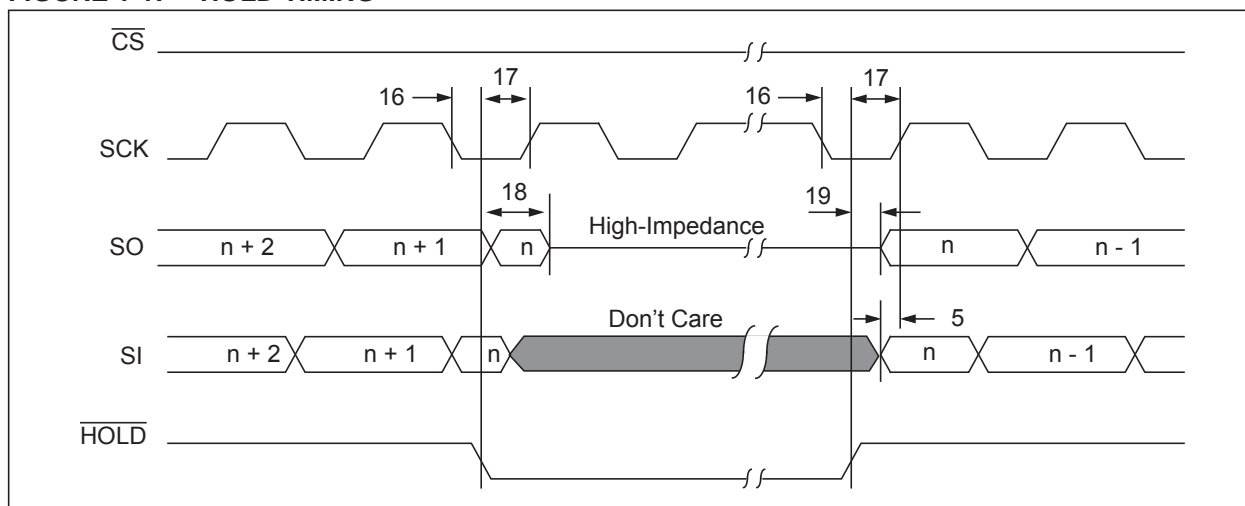 FIGURE 1-1: HOLD TIMING
CS
16
17
16
17
SCK
18
19
SO
n + 2
n + 1
n
High-Impedance
n
n - 1
Don't Care
5
SI
n + 2
n + 1
n
n
n - 1
HOLD